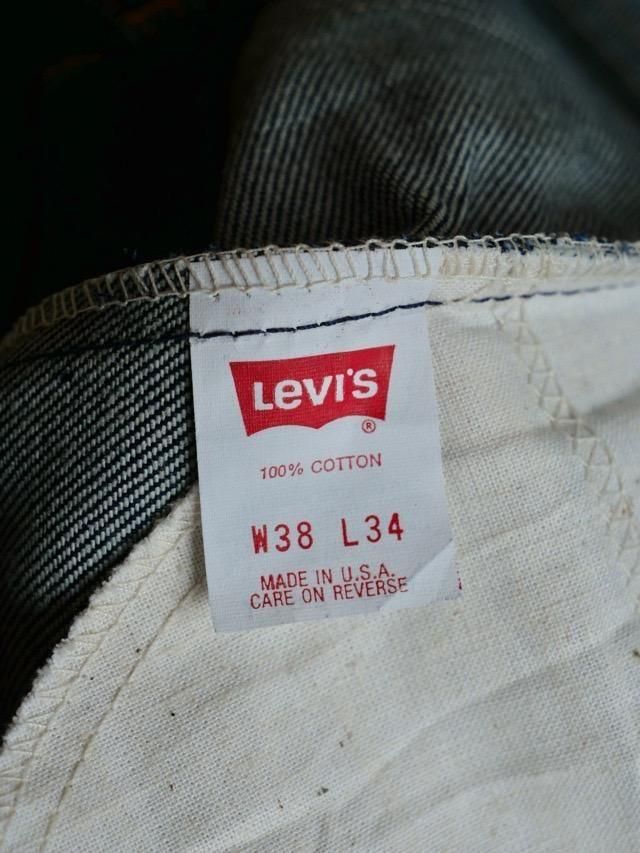 Levi's
®
100% COTTON
W38 L34
MADE IN U.S.A.
CARE ON REVERSE